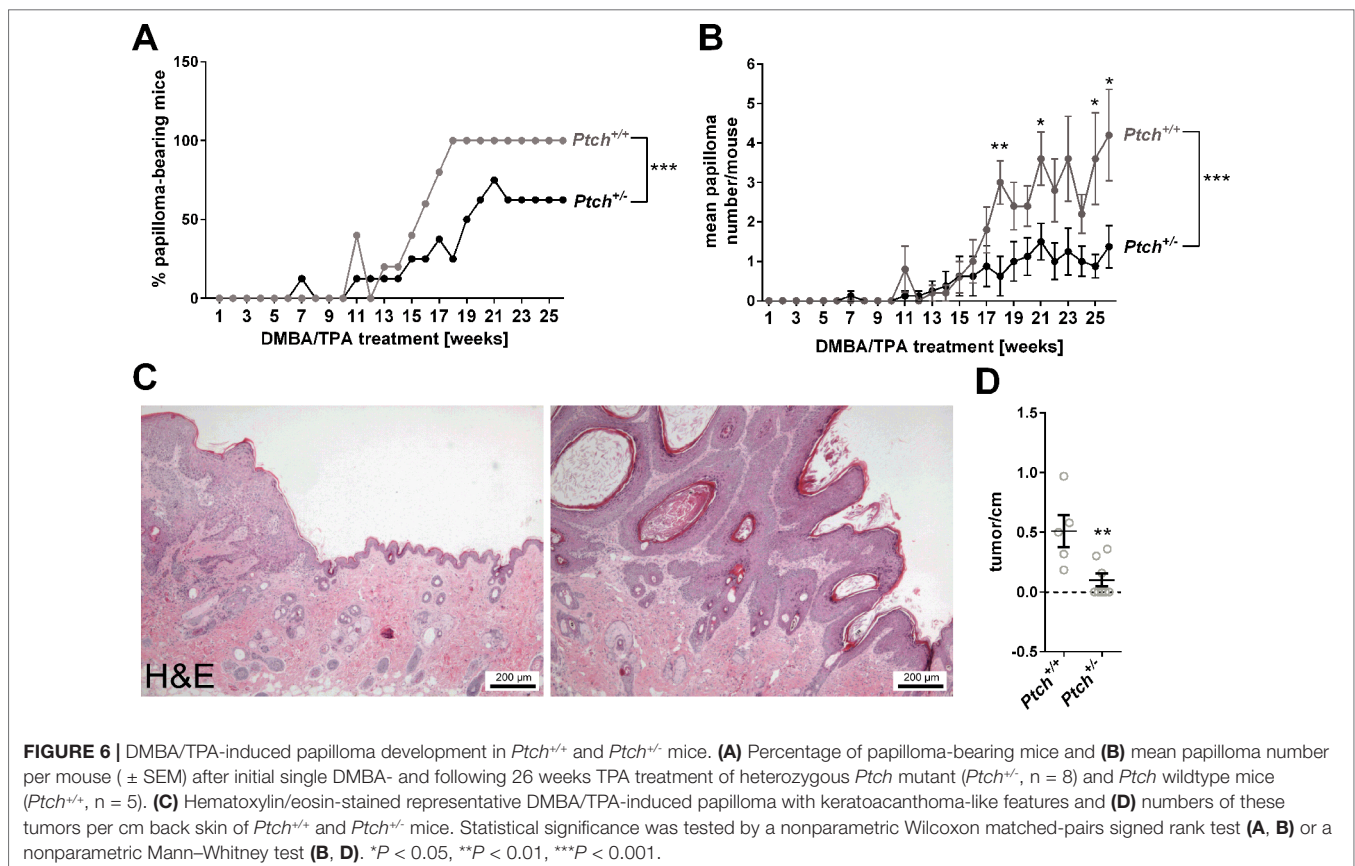 A
150
100
50
0
% papilloma-bearing mice
1 3 5 7 9 11 13 15 17 19 21 23 25
DMBA/TPA treatment [weeks]
Ptch+/+
***
Ptch+/-
B
6
5
4
3
2
1
0
mean papilloma
number/mouse
1 3 5 7 9 11 13 15 17 19 21 23 25
DMBA/TPA treatment [weeks]
**
*
*
*
Ptch+/+
***
Ptch+/-
C
H&E
200 µm
200 µm
D
1.5
1.0
0.5
0.0
-0.5
tumor/cm
**
Ptch+/+
Ptch+/-
FIGURE 6 | DMBA/TPA-induced papilloma development in Ptch+/+ and Ptch+/- mice. (A) Percentage of papilloma-bearing mice and (B) mean papilloma number
per mouse ( ± SEM) after initial single DMBA- and following 26 weeks TPA treatment of heterozygous Ptch mutant (Ptch+/-, n = 8) and Ptch wildtype mice
(Ptch+/+, n = 5). (C) Hematoxylin/eosin-stained representative DMBA/TPA-induced papilloma with keratoacanthoma-like features and (D) numbers of these
tumors per cm back skin of Ptch+/+ and Ptch+/- mice. Statistical significance was tested by a nonparametric Wilcoxon matched-pairs signed rank test (A, B) or a
nonparametric Mann–Whitney test (B, D). *P < 0.05, **P < 0.01, ***P < 0.001.